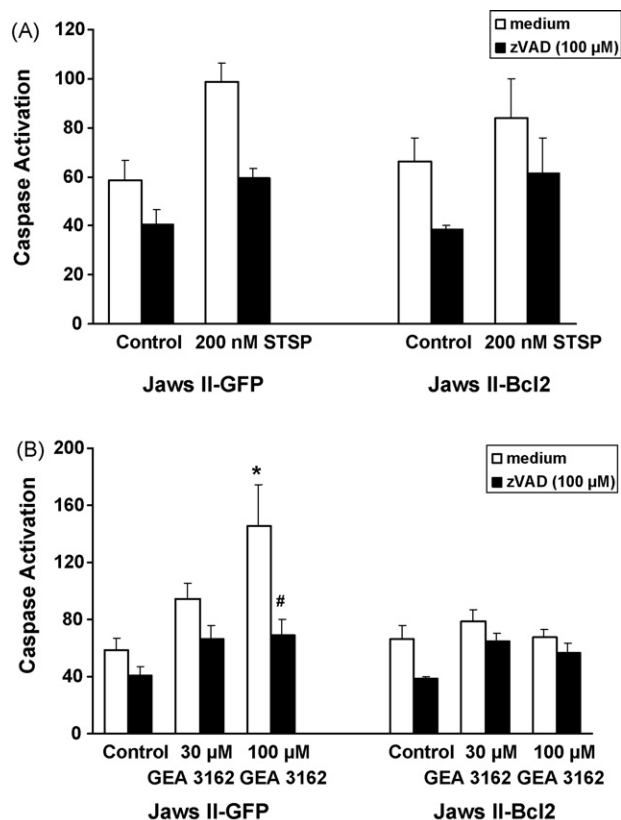 (A)
120
100
80
60
40
20
0
Caspase Activation
medium
zVAD (100 µM)
Control 200 nM STSP Control 200 nM STSP
Jaws II-GFP Jaws II-Bcl2
(B)
200
160
120
80
40
0
Caspase Activation
medium
zVAD (100 µM)
*
#
Control 30 µM 100 µM Control 30 µM 100 µM
GEA 3162 GEA 3162 GEA 3162 GEA 3162
Jaws II-GFP Jaws II-Bcl2